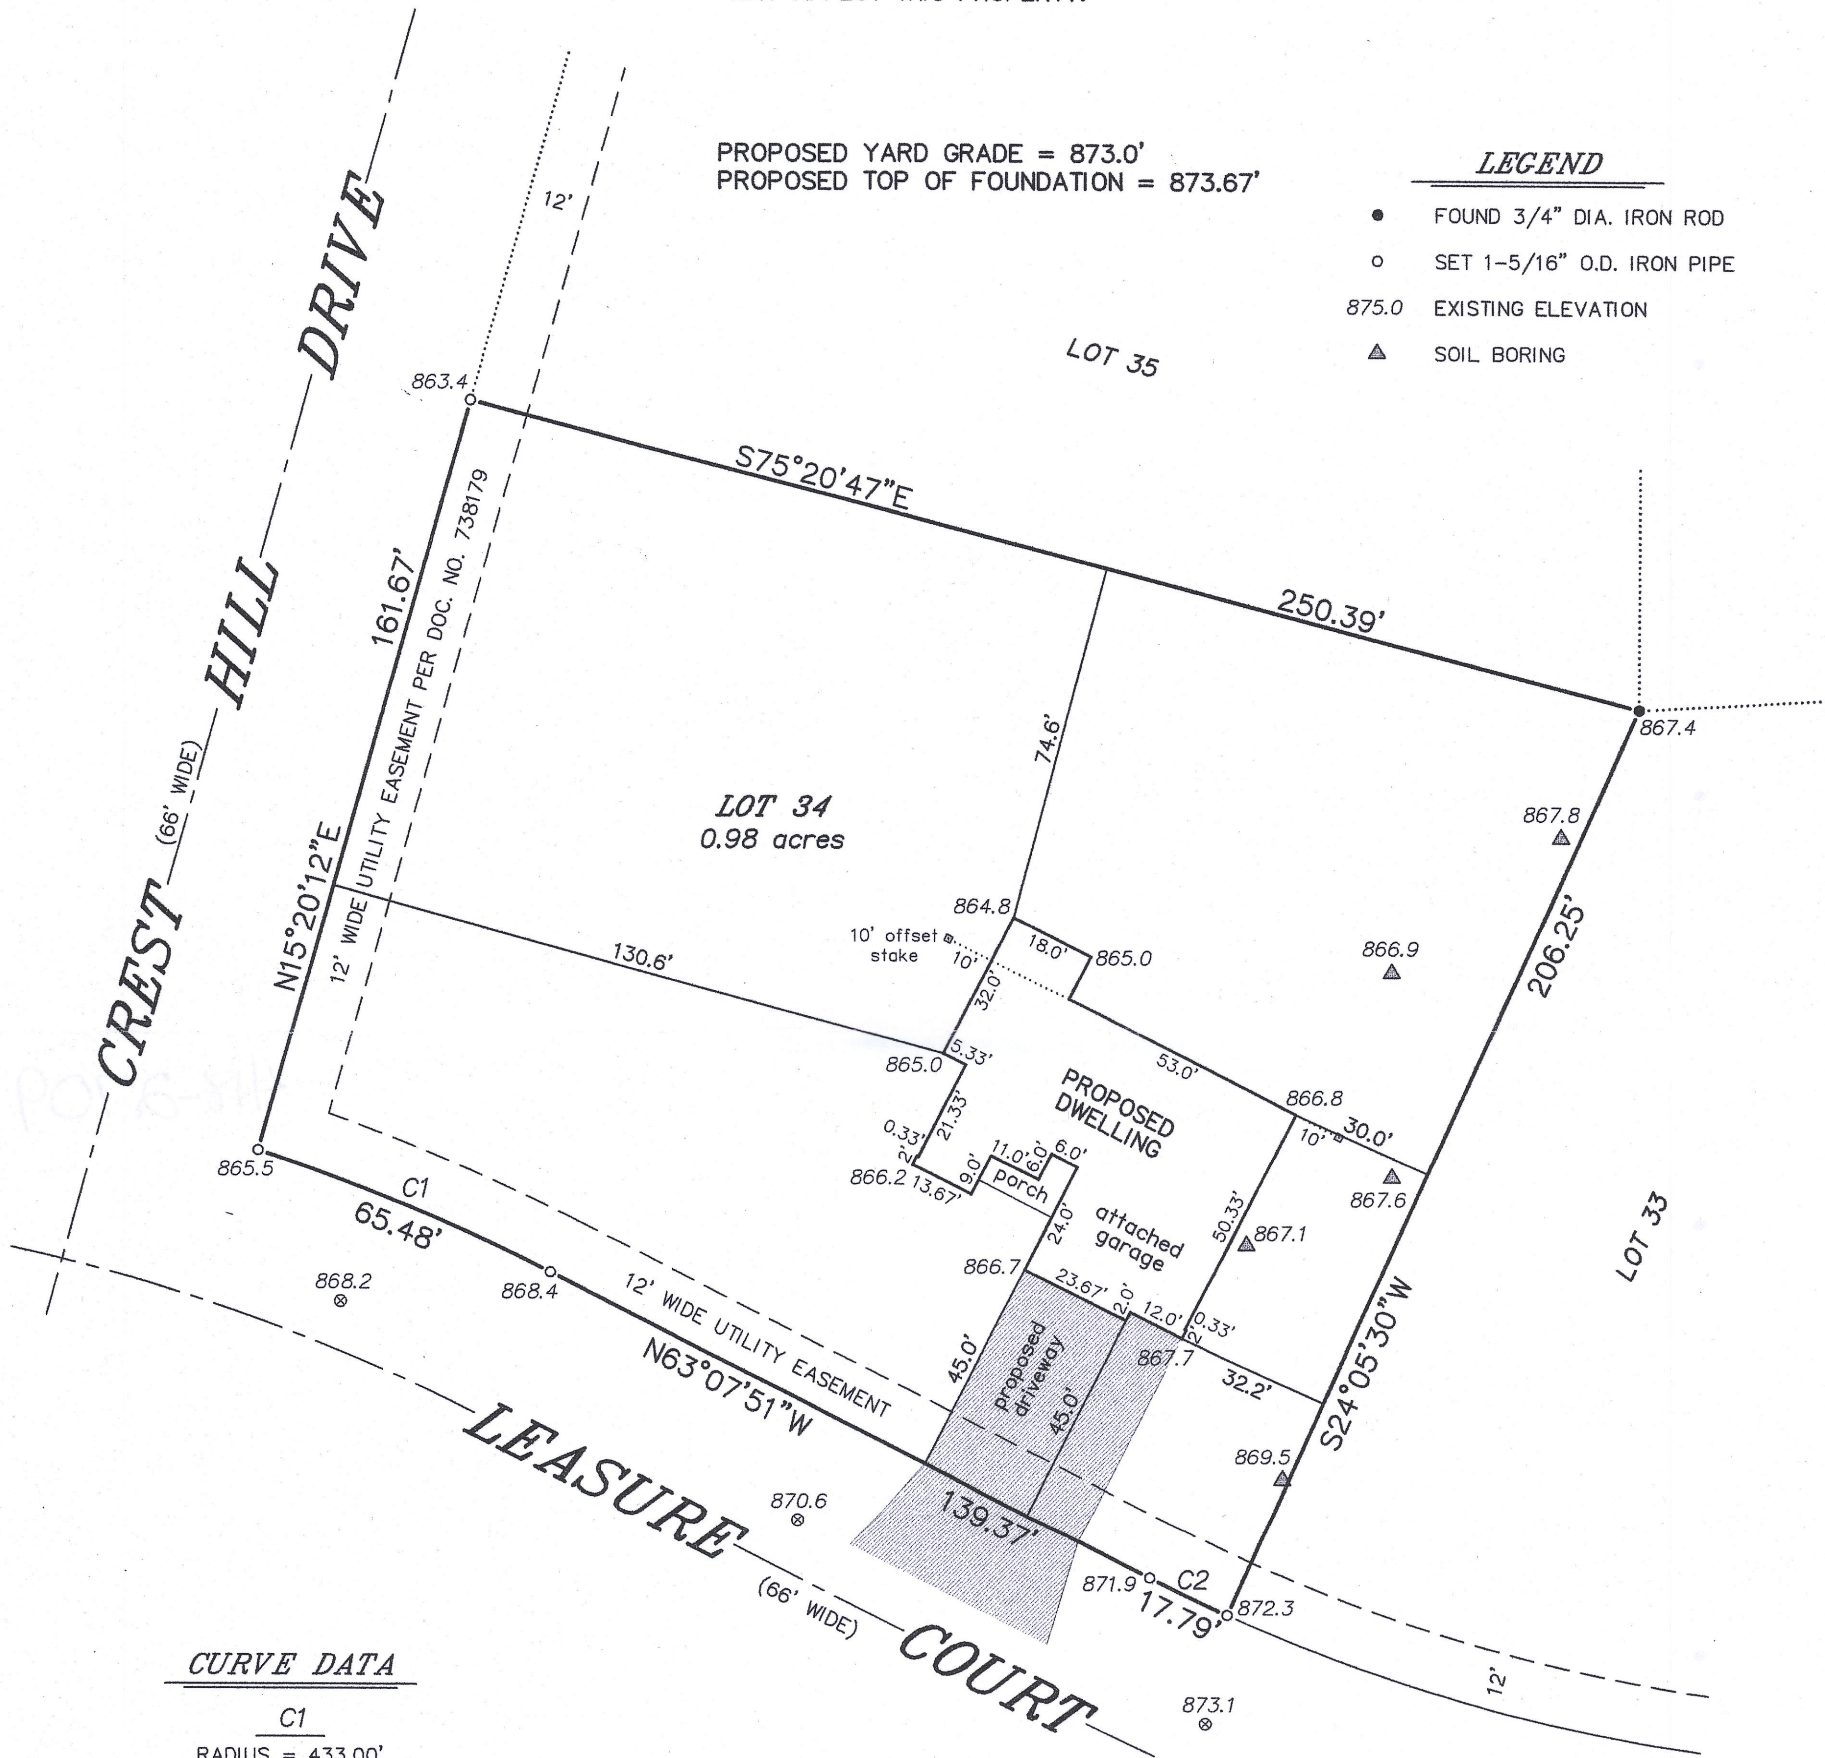 PROPOSED YARD GRADE = 873.0'
PROPOSED TOP OF FOUNDATION = 873.67'
LEGEND
FOUND 3/4" DIA. IRON ROD
SET 1-5/16" O.D. IRON PIPE
875.0 EXISTING ELEVATION
SOIL BORING
12'
CREST HILL DRIVE
(66' WIDE)
LOT 35
863.4
S75°20'47"E
250.39'
867.4
161.67'
N15°20'12"E
12' WIDE UTILITY EASEMENT PER DOC. NO. 738179
74.6'
LOT 34
0.98 acres
867.8
206.25'
866.9
864.8
18.0'
865.0
10' offset
stake
10'
32.0'
130.6'
865.0
5.33'
53.0'
PROPOSED
DWELLING
866.8
30.0'
10'
21.33'
0.33'
2'
866.2
13.67'
9.0'
11.0'
6.0'
6.0'
porch
24.0'
attached
garage
50.33'
867.1
867.6
LOT 33
865.5
C1
65.48'
868.2
868.4
12' WIDE UTILITY EASEMENT
N63°07'51"W
866.7
23.67'
2.0'
12.0'
0.33'
2'
867.7
32.2'
S24°05'30"W
45.0'
proposed
driveway
45.0'
869.5
139.37'
871.9
C2
17.79'
872.3
LEASURE COURT
(66' WIDE)
870.6
873.1
12'
CURVE DATA
C1
RADIUS = 433.00'